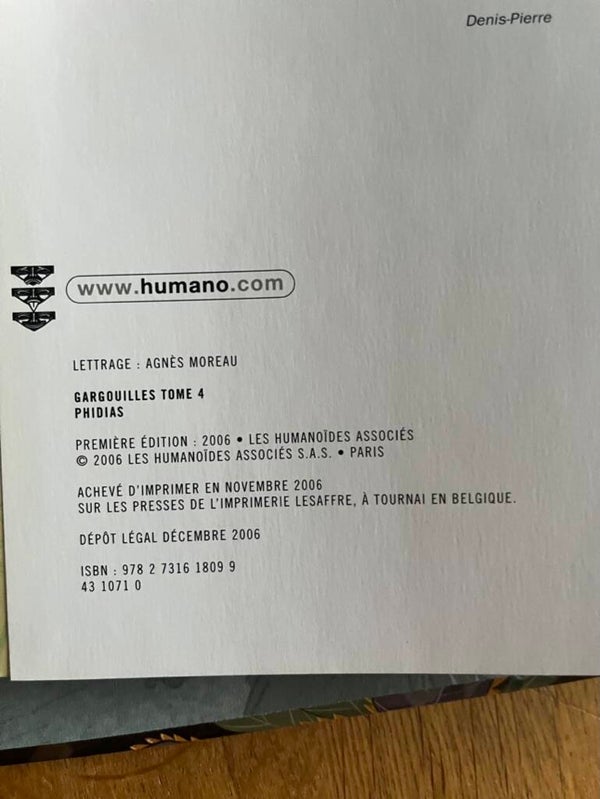 Denis-Pierre
www.humano.com
LETTRAGE : AGNÈS MOREAU
GARGOUILLES TOME 4
PHIDIAS
PREMIÈRE ÉDITION : 2006 • LES HUMANOÏDES ASSOCIÉS
© 2006 LES HUMANOÏDES ASSOCIÉS S.A.S. • PARIS
ACHEVÉ D'IMPRIMER EN NOVEMBRE 2006
SUR LES PRESSES DE L'IMPRIMERIE LESAFFRE, À TOURNAI EN BELGIQUE.
DÉPÔT LÉGAL DÉCEMBRE 2006
ISBN : 978 2 7316 1809 9
43 1071 0